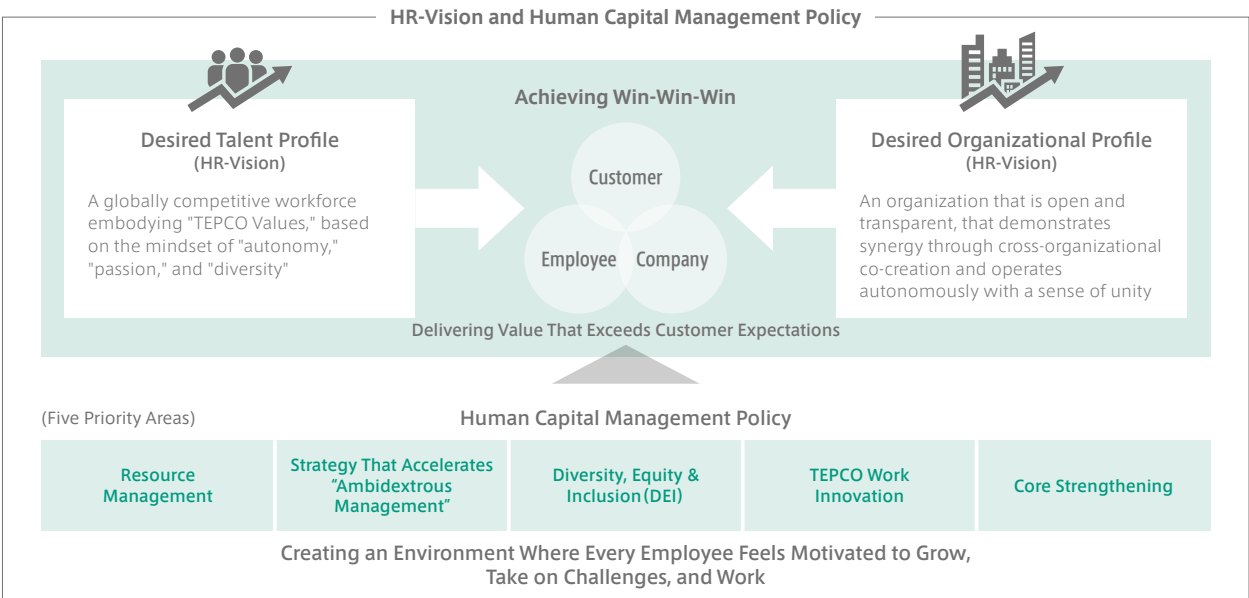 HR-Vision and Human Capital Management Policy
Achieving Win-Win-Win
Desired Talent Profile
(HR-Vision)
A globally competitive workforce
embodying "TEPCO Values," based
on the mindset of "autonomy,"
"passion," and "diversity"
Customer
Employee
Company
Desired Organizational Profile
(HR-Vision)
An organization that is open and
transparent, that demonstrates
synergy through cross-organizational
co-creation and operates
autonomously with a sense of unity
Delivering Value That Exceeds Customer Expectations
(Five Priority Areas)
Human Capital Management Policy
Resource
Management
Strategy That Accelerates
“Ambidextrous
Management”
Diversity, Equity &
Inclusion (DEI)
TEPCO Work
Innovation
Core Strengthening
Creating an Environment Where Every Employee Feels Motivated to Grow,
Take on Challenges, and Work